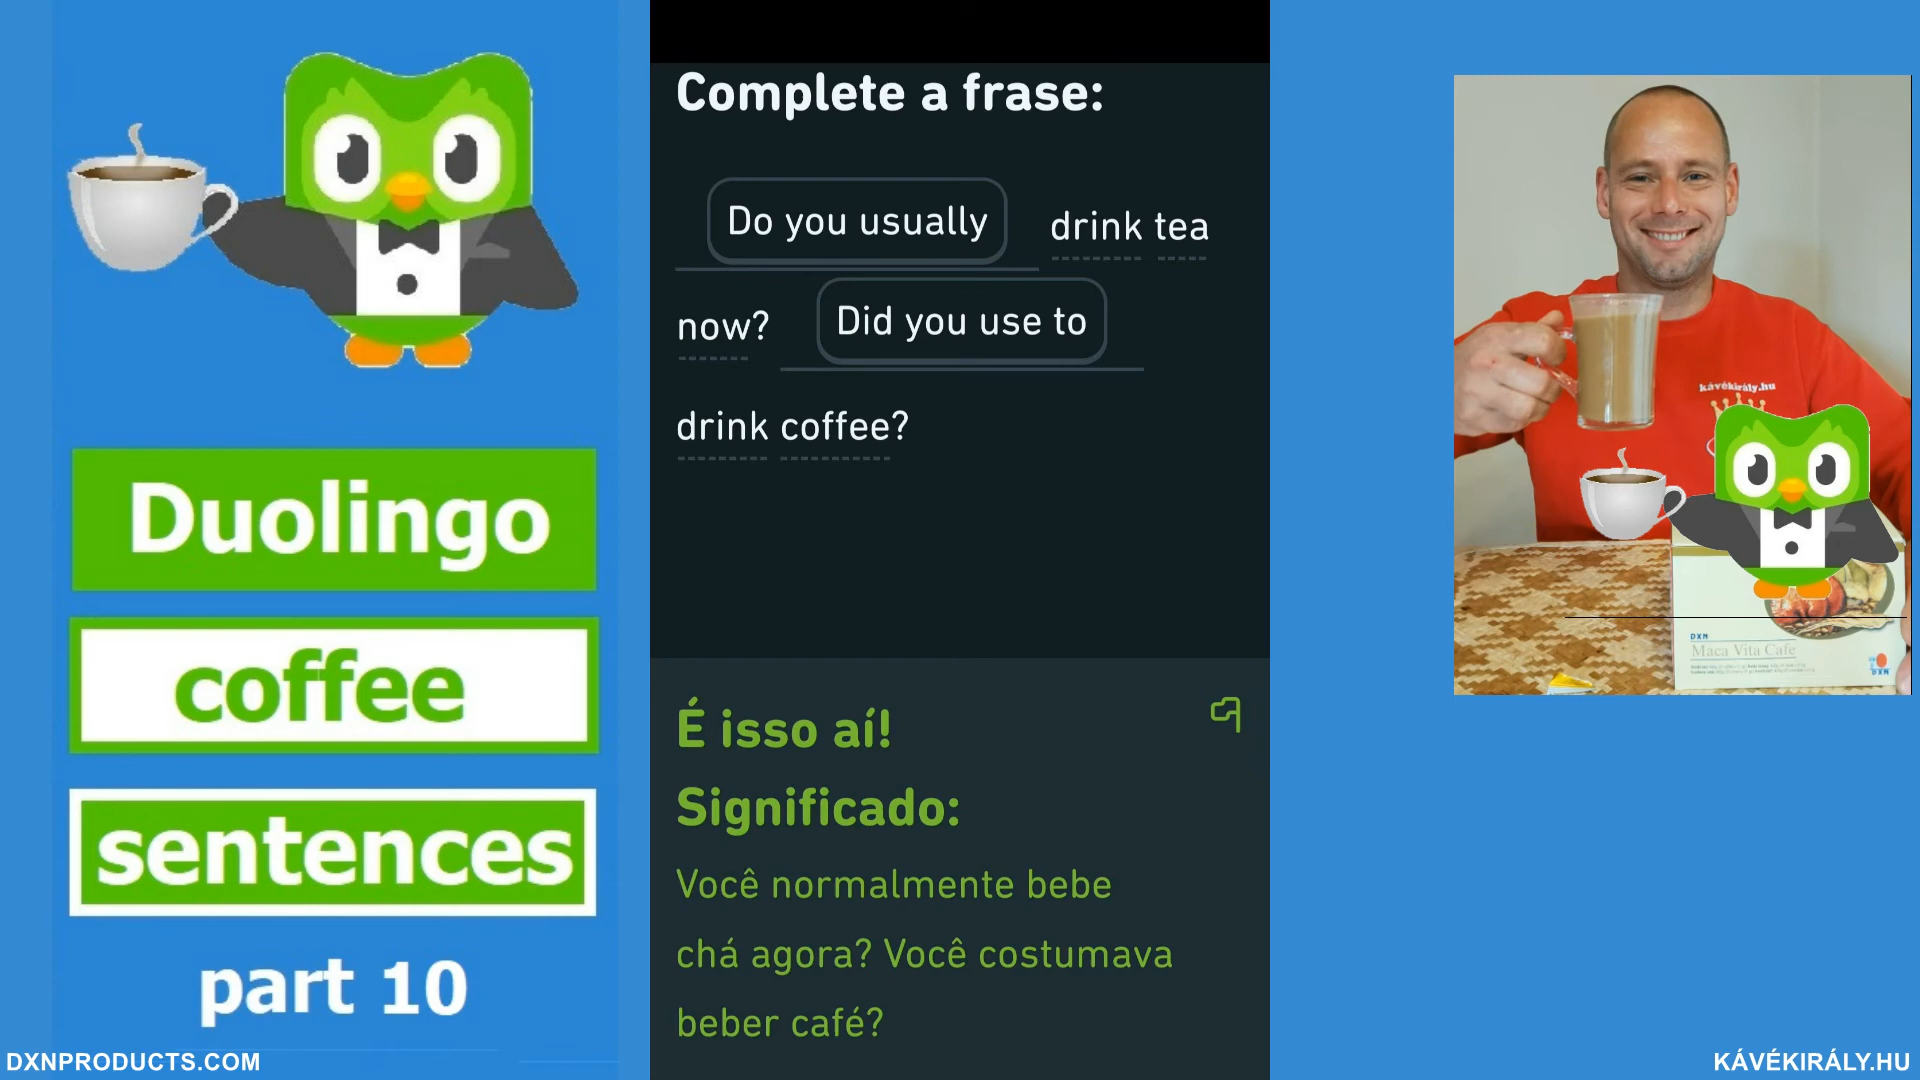 Duolingo
coffee
sentences
part 10
DXNPRODUCTS.COM
Complete a frase:
Do you usually drink tea
now? Did you use to
drink coffee?
É isso aí!
Significado:
Você normalmente bebe
chá agora? Você costumava
beber café?
kávékirály.hu
DXN
Maca Vita Cafe
DXN
KÁVÉKIRÁLY.HU